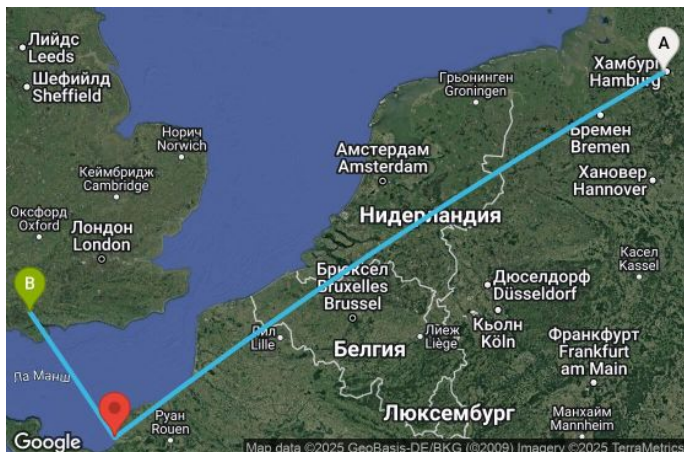 Лийдс
Leeds
Шефийлд
Sheffield
A
Хамбург
Hamburg
Грьонинген
Groningen
Бремен
Bremen
Норич
Norwich
Амстердам
Amsterdam
Кеймбридж
Cambridge
Хановер
Hannover
Оксфорд
Oxford
Лондон
London
Нидерландия
Касел
Kassel
Брюксел
Bruxelles
Brussel
Дюселдорф
Düsseldorf
B
Лил
Lille
Лиеж
Liège
Кьолн
Köln
Белгия
Франкфурт
Frankfurt
am Main
Ла Манш
Руан
Rouen
Люксембург
Манхайм
Mannheim
Google
Map data ©2025 GeoBasis-DE/BKG (©2009) Imagery ©2025 TerraMetrics